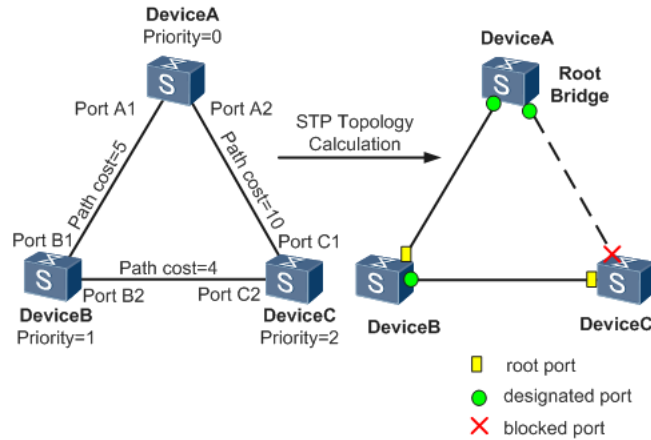 DeviceA
Priority=0
Port A1
Port A2
Path cost=5
Path cost=10
Port B1
Port C1
Path cost=4
Port B2
Port C2
DeviceB
Priority=1
DeviceC
Priority=2
S
S
S
STP Topology
Calculation
DeviceA
Root
Bridge
S
S
S
DeviceB
DeviceC
root port
designated port
blocked port